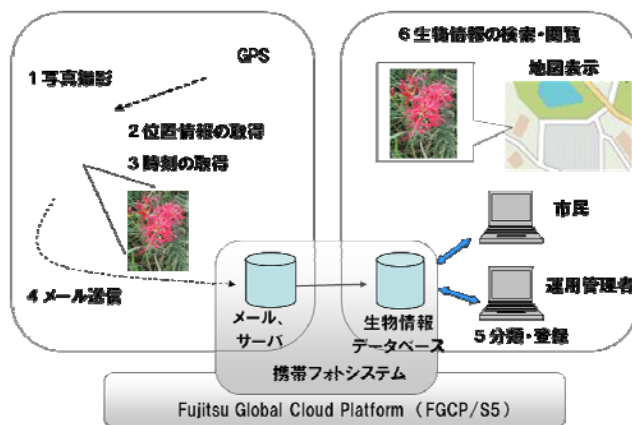 GPS
1写真撮影
2位置情報の取得
3時刻の取得
4メール送信
6生物情報の検索・閲覧
地図表示
市民
運用管理者
5分類・登録
メール、
サーバ
生物情報
データベース
携帯フォトシステム
Fujitsu Global Cloud Platform（FGCP/S5）